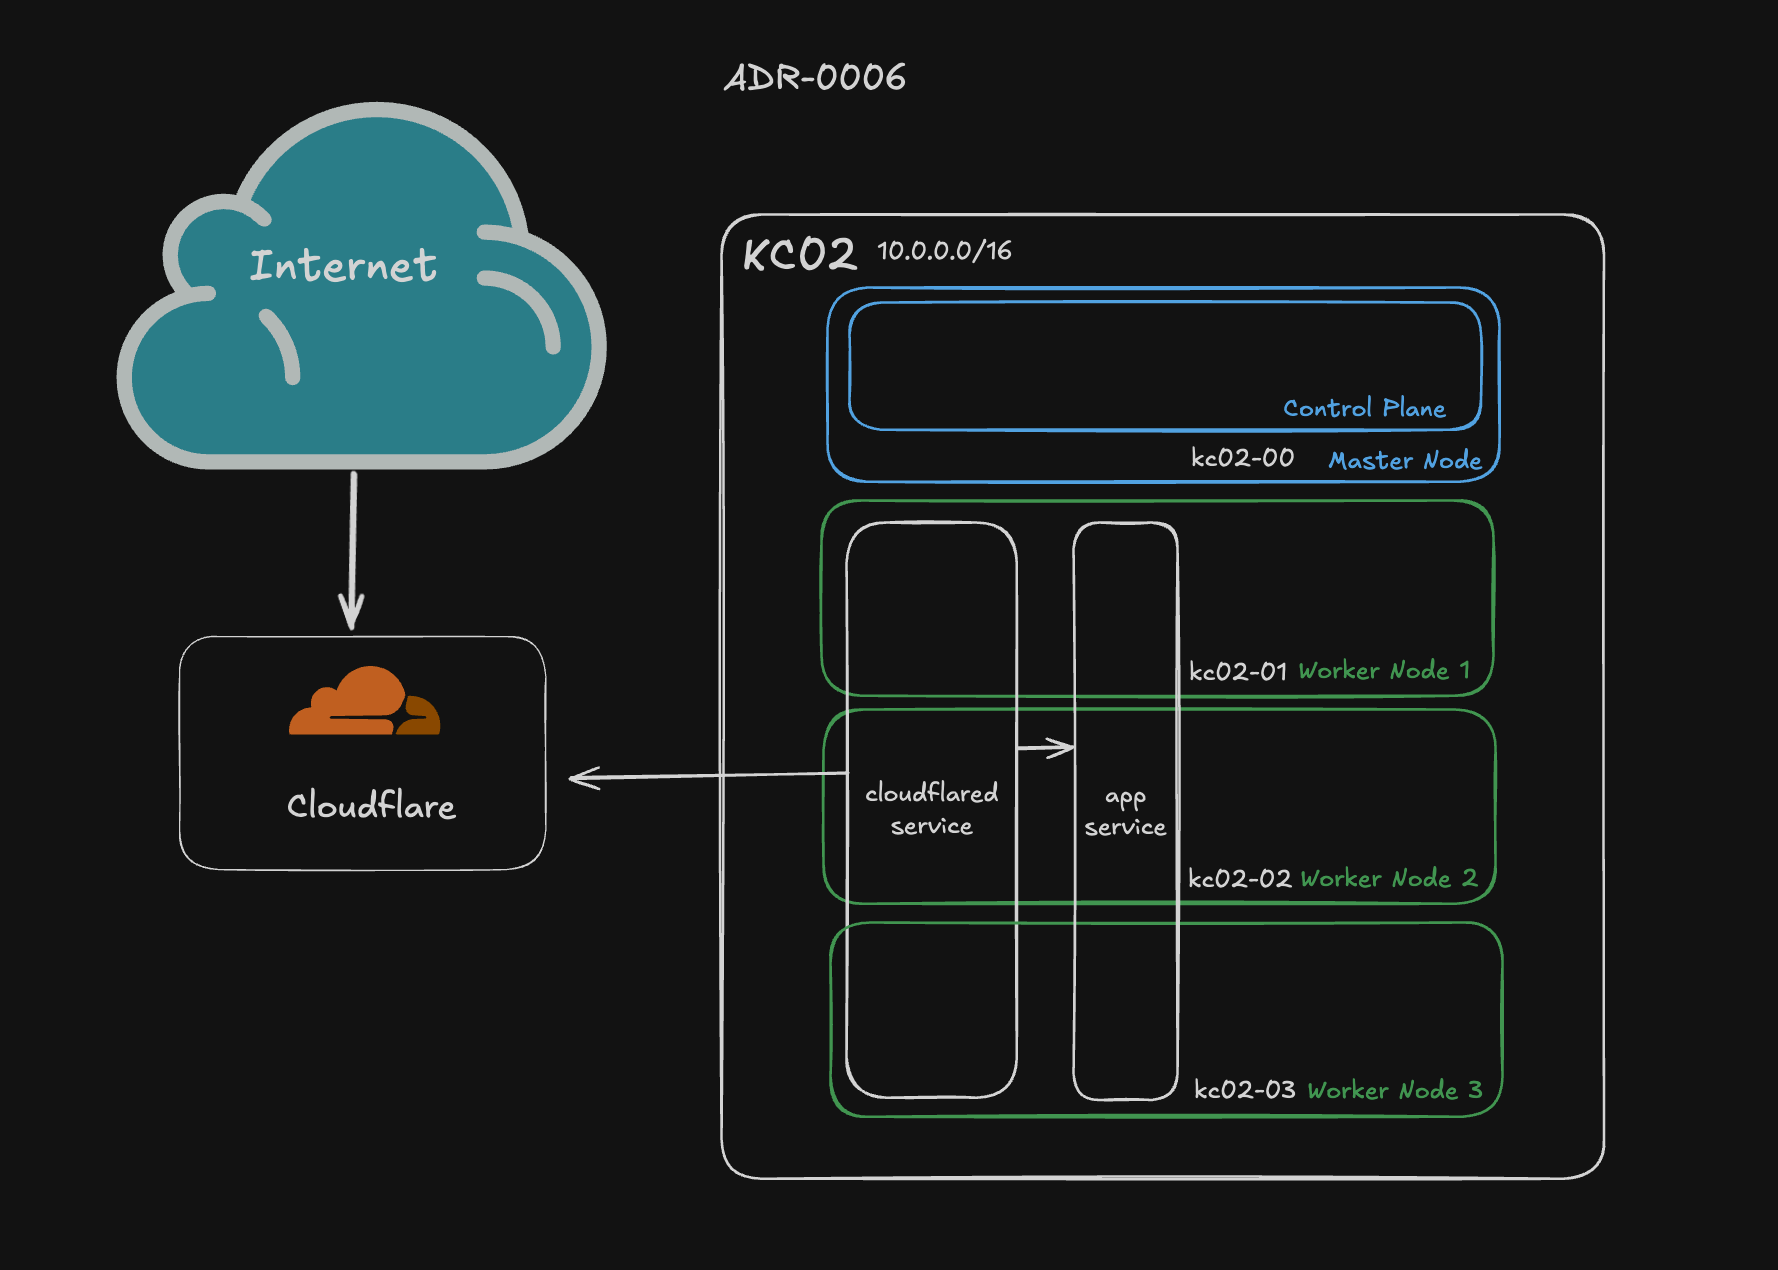 ADR-0006
Internet
KC02 10.0.0.0/16
Control Plane
kc02-00 Master Node
kc02-01 Worker Node 1
cloudflared
service
app
service
Cloudflare
kc02-02 Worker Node 2
kc02-03 Worker Node 3